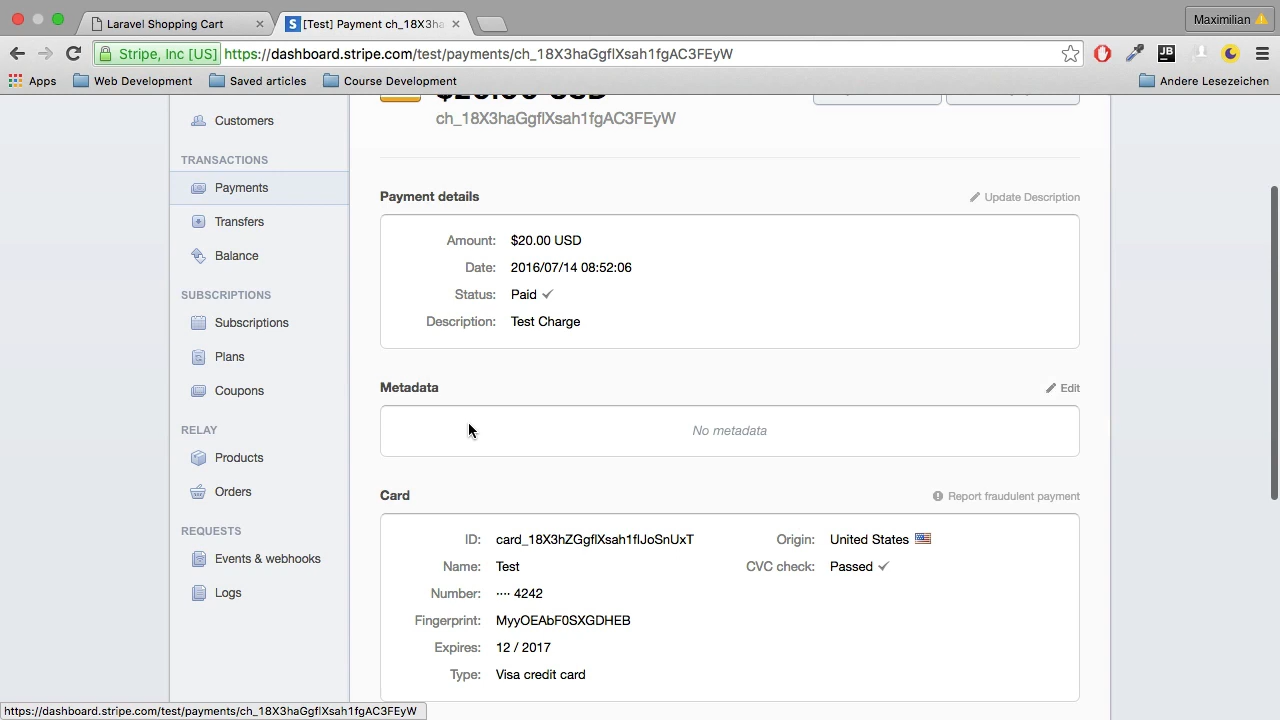 Laravel Shopping Cart
[Test] Payment ch_18X3ha
Maximilian
Stripe, Inc [US] https://dashboard.stripe.com/test/payments/ch_18X3haGgflXsah1fgAC3FEyW
JB
Apps Web Development Saved articles Course Development Andere Lesezeichen
$20.00 USD
ch_18X3haGgflXsah1fgAC3FEyW
Customers
TRANSACTIONS
Payments
Transfers
Balance
SUBSCRIPTIONS
Subscriptions
Plans
Coupons
RELAY
Products
Orders
REQUESTS
Events & webhooks
Logs
Payment details Update Description
Amount: $20.00 USD
Date: 2016/07/14 08:52:06
Status: Paid
Description: Test Charge
Metadata Edit
No metadata
Card Report fraudulent payment
ID: card_18X3hZGgflXsah1flJoSnUxT
Name: Test
Number: ···· 4242
Fingerprint: MyyOEAbF0SXGDHEB
Expires: 12 / 2017
Type: Visa credit card
Origin: United States
CVC check: Passed
https://dashboard.stripe.com/test/payments/ch_18X3haGgflXsah1fgAC3FEyW